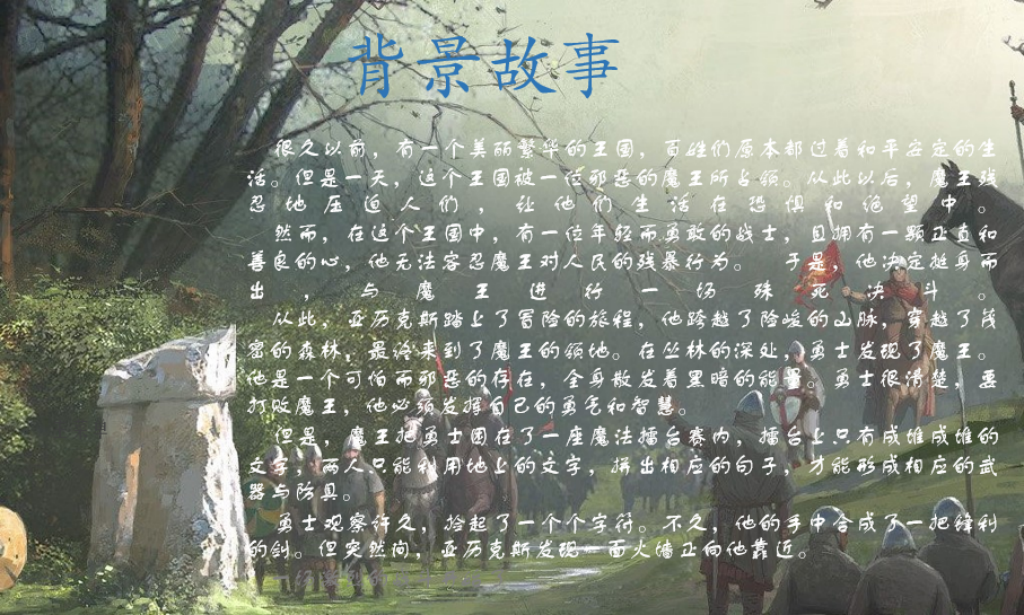 背景故事
很久以前，有一个美丽繁华的王国，百姓们原本都过着和平安定的生
活。但是一天，这个王国被一位邪恶的魔王所占领。从此以后，魔王残
忍地压迫人们，让他们生活在恐惧和绝望中。
然而，在这个王国中，有一位年轻而勇敢的战士，且拥有一颗正直和
善良的心，他无法容忍魔王对人民的残暴行为。 于是，他决定挺身而
出，与魔王进行一场殊死决斗。
从此，亚历克斯踏上了冒险的旅程，他跨越了险峻的山脉，穿越了茂
密的森林，最终来到了魔王的领地。在丛林的深处，勇士发现了魔王。
他是一个可怕而邪恶的存在，全身散发着黑暗的能量。勇士很清楚，要
打败魔王，他必须发挥自己的勇气和智慧。
但是，魔王把勇士困在了一座魔法擂台赛内，擂台上只有成堆成堆的
文字，两人只能利用地上的文字，拼出相应的句子，才能形成相应的武
器与防具。
勇士观察许久，捡起了一个个字符。不久，他的手中合成了一把锋利
的剑。但突然间，亚历克斯发现一面火墙正向他靠近。